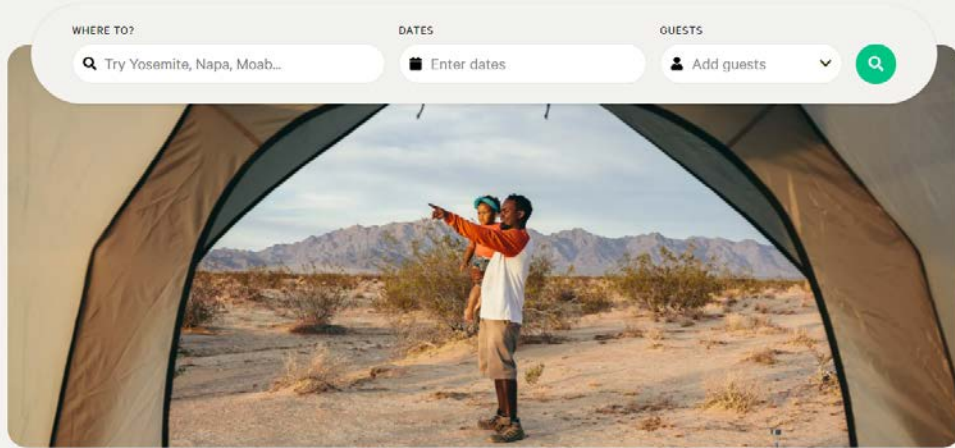 WHERE TO?
DATES
GUESTS
Try Yosemite, Napa, Moab...
Enter dates
Add guests